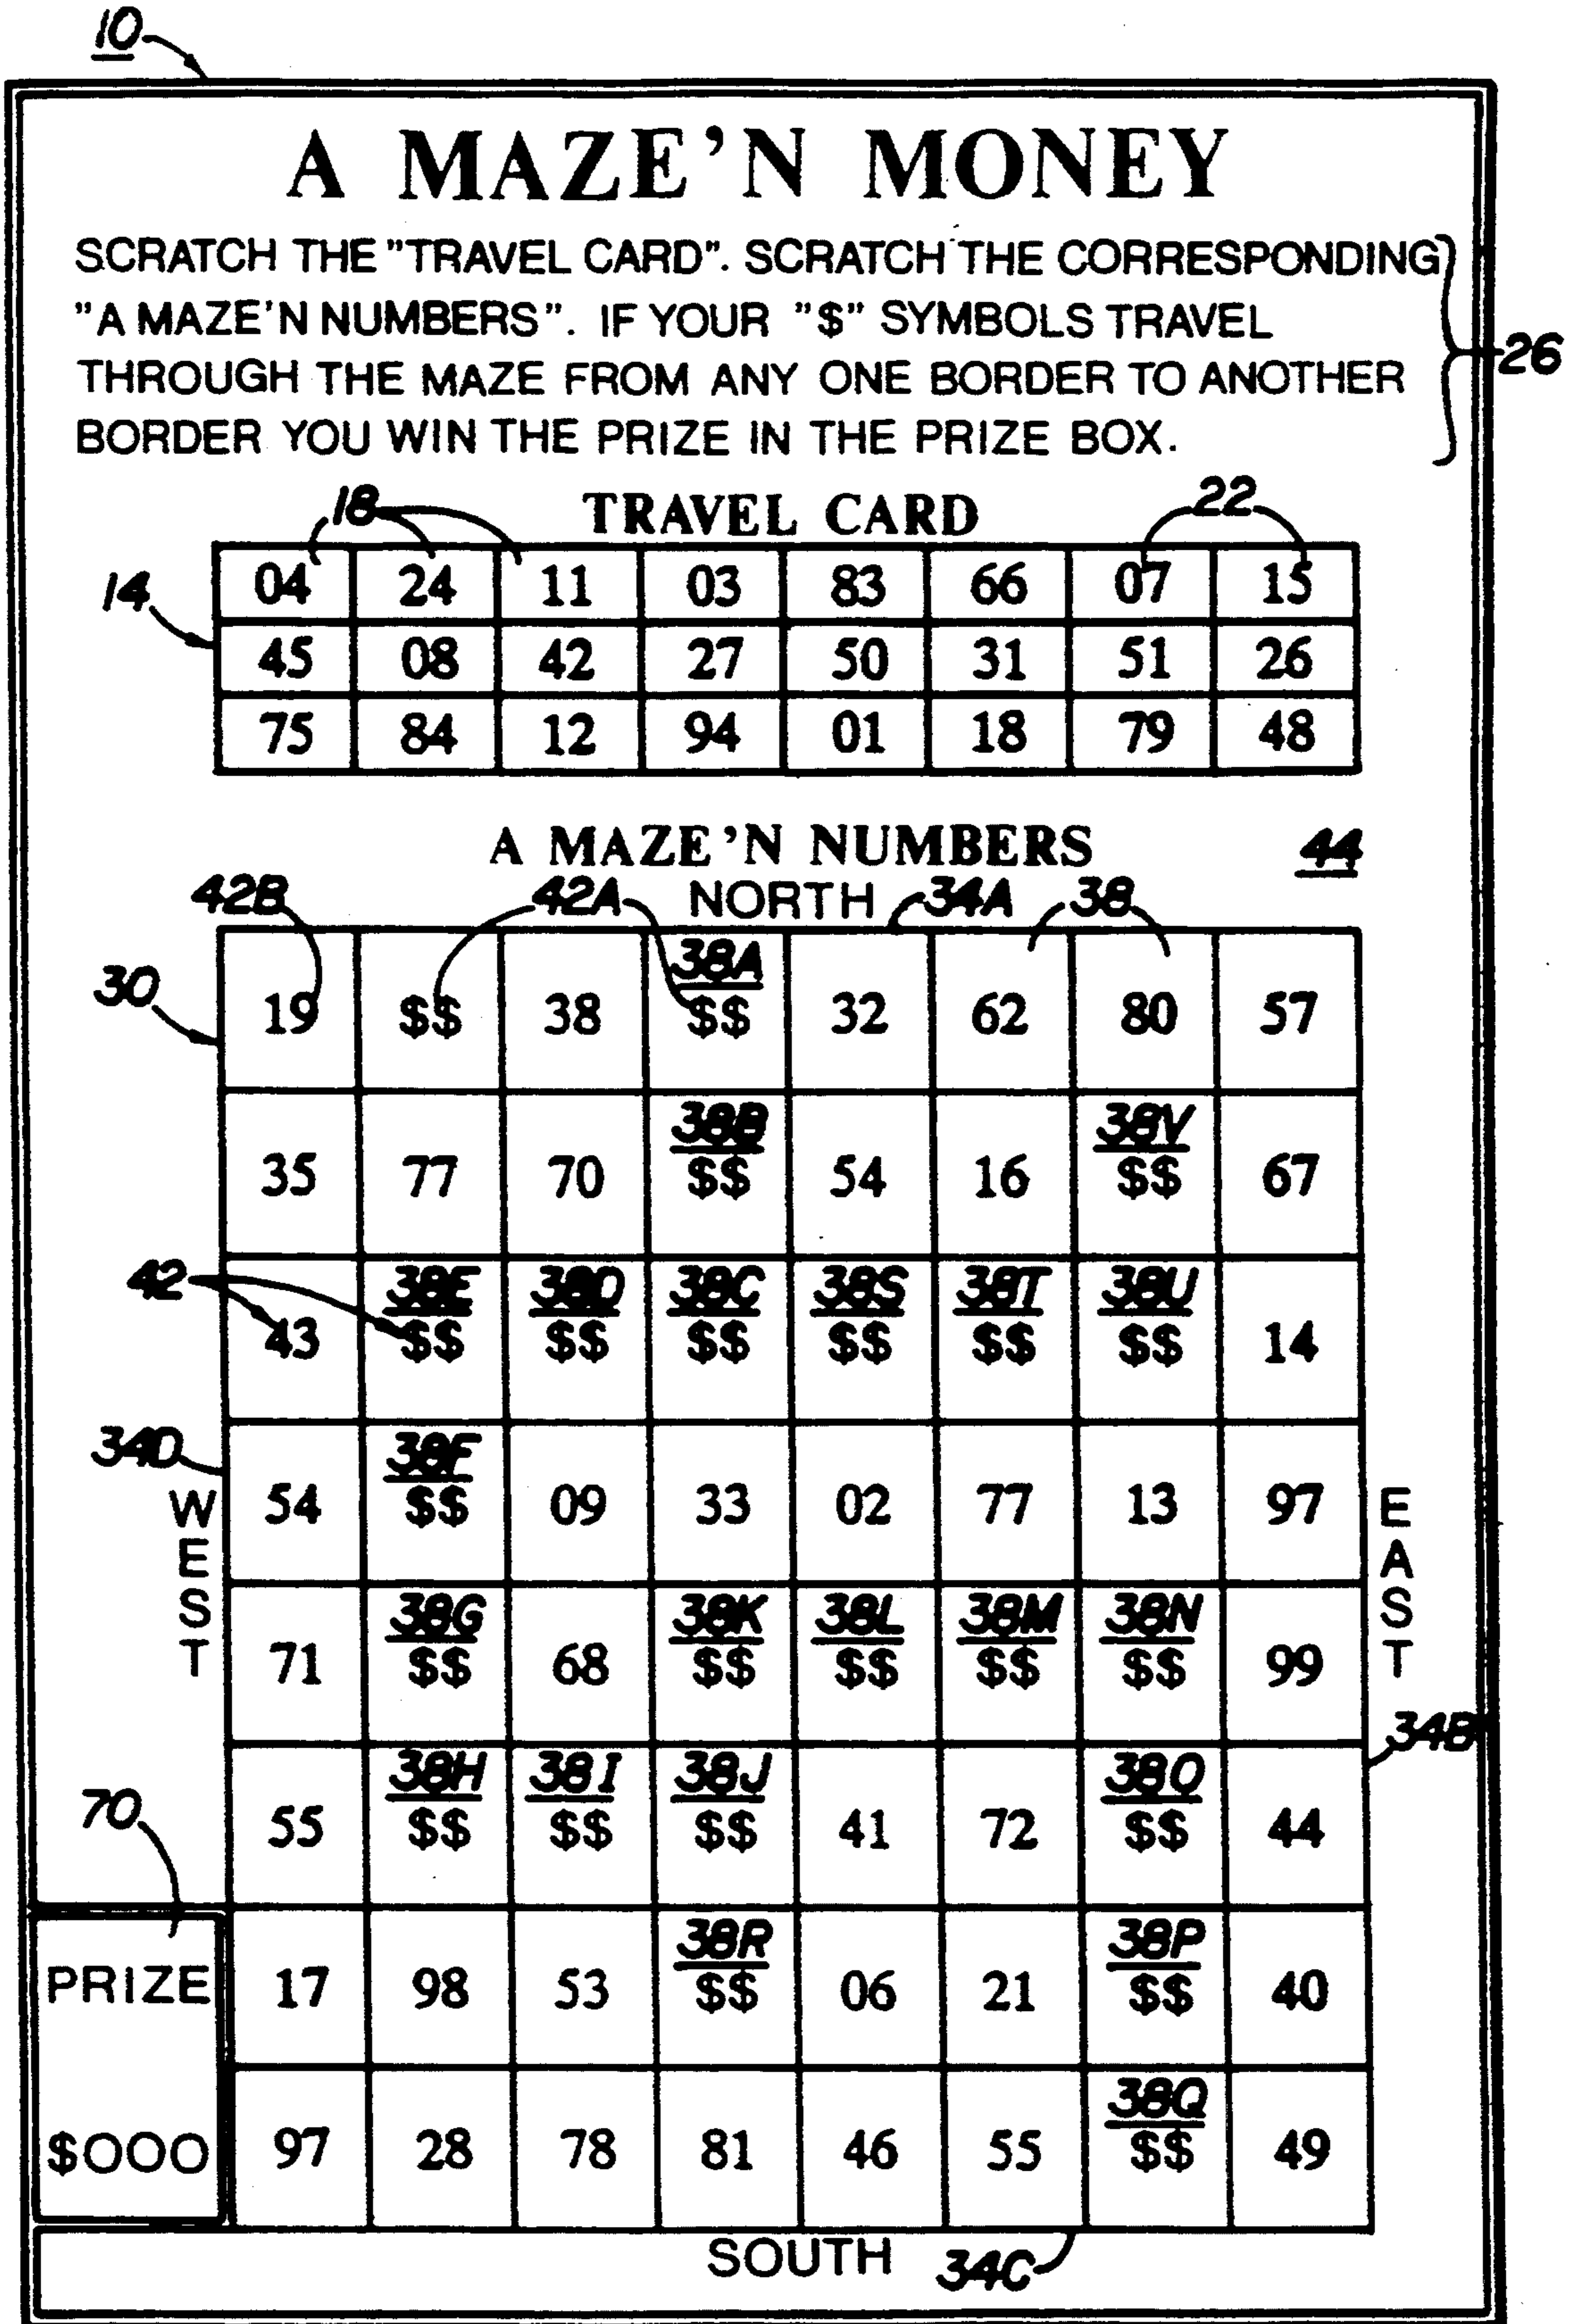 10
A MAZE'N MONEY
SCRATCH THE "TRAVEL CARD". SCRATCH THE CORRESPONDING
"A MAZE'N NUMBERS". IF YOUR "$" SYMBOLS TRAVEL
THROUGH THE MAZE FROM ANY ONE BORDER TO ANOTHER
BORDER YOU WIN THE PRIZE IN THE PRIZE BOX.
26
18 TRAVEL CARD 22
14
04 24 11 03 83 66 07 15
45 08 42 27 50 31 51 26
75 84 12 94 01 18 79 48
A MAZE'N NUMBERS 44
42B 42A NORTH 34A 38
38A
30
19 $$ 38 $$ 32 62 80 57
38B 38V
35 77 70 $$ 54 16 $$ 67
42 38E 38D 38C 38S 38T 38U
43 $$ $$ $$ $$ $$ $$ 14
34D 38F
54 $$ 09 33 02 77 13 97
WEST
EAST
38G 38K 38L 38M 38N
71 $$ 68 $$ $$ $$ $$ 99
34B
38H 38I 38J 38O
70
55 $$ $$ $$ 41 72 $$ 44
38R 38P
PRIZE
17 98 53 $$ 06 21 $$ 40
38Q
$000
97 28 78 81 46 55 $$ 49
SOUTH 34C